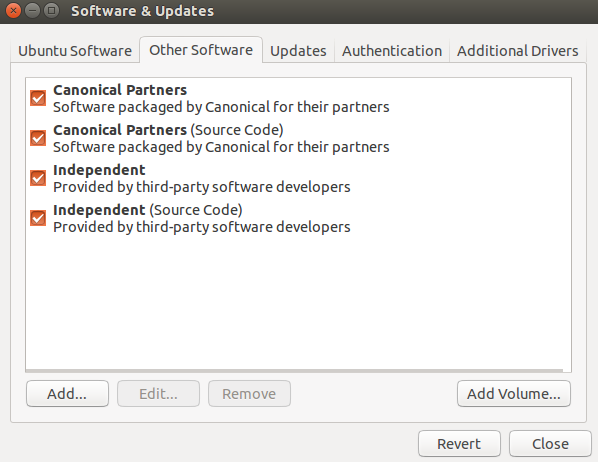 Software & Updates
Ubuntu Software
Other Software
Updates
Authentication
Additional Drivers
Canonical Partners
Software packaged by Canonical for their partners
Canonical Partners (Source Code)
Software packaged by Canonical for their partners
Independent
Provided by third-party software developers
Independent (Source Code)
Provided by third-party software developers
Add...
Edit...
Remove
Add Volume...
Revert
Close